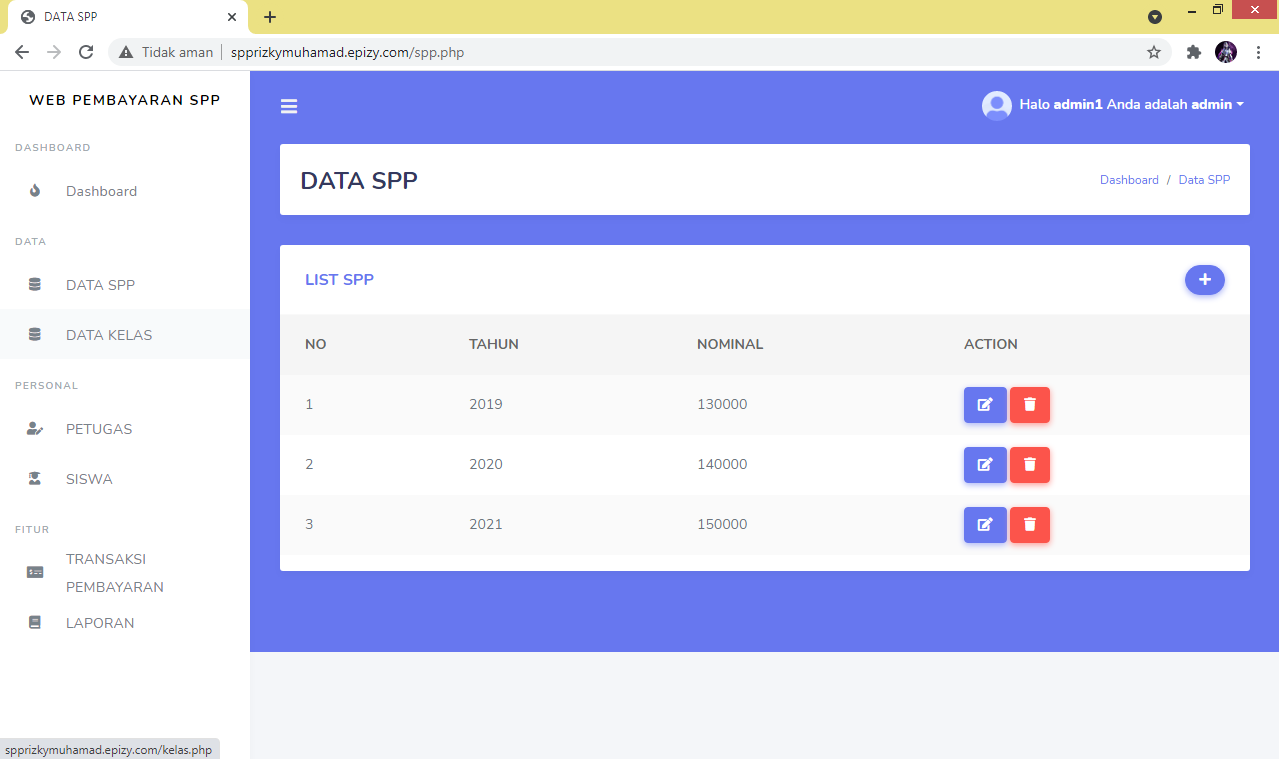 DATA SPP
Tidak aman
spprizkymuhamad.epizy.com/spp.php
WEB PEMBAYARAN SPP
Halo admin1 Anda adalah admin
DASHBOARD
Dashboard
DATA
DATA SPP
DATA KELAS
PERSONAL
PETUGAS
SISWA
FITUR
TRANSAKSI
PEMBAYARAN
LAPORAN
DATA SPP
Dashboard / Data SPP
LIST SPP
NO TAHUN NOMINAL ACTION
1 2019 130000
2 2020 140000
3 2021 150000
spprizkymuhamad.epizy.com/kelas.php